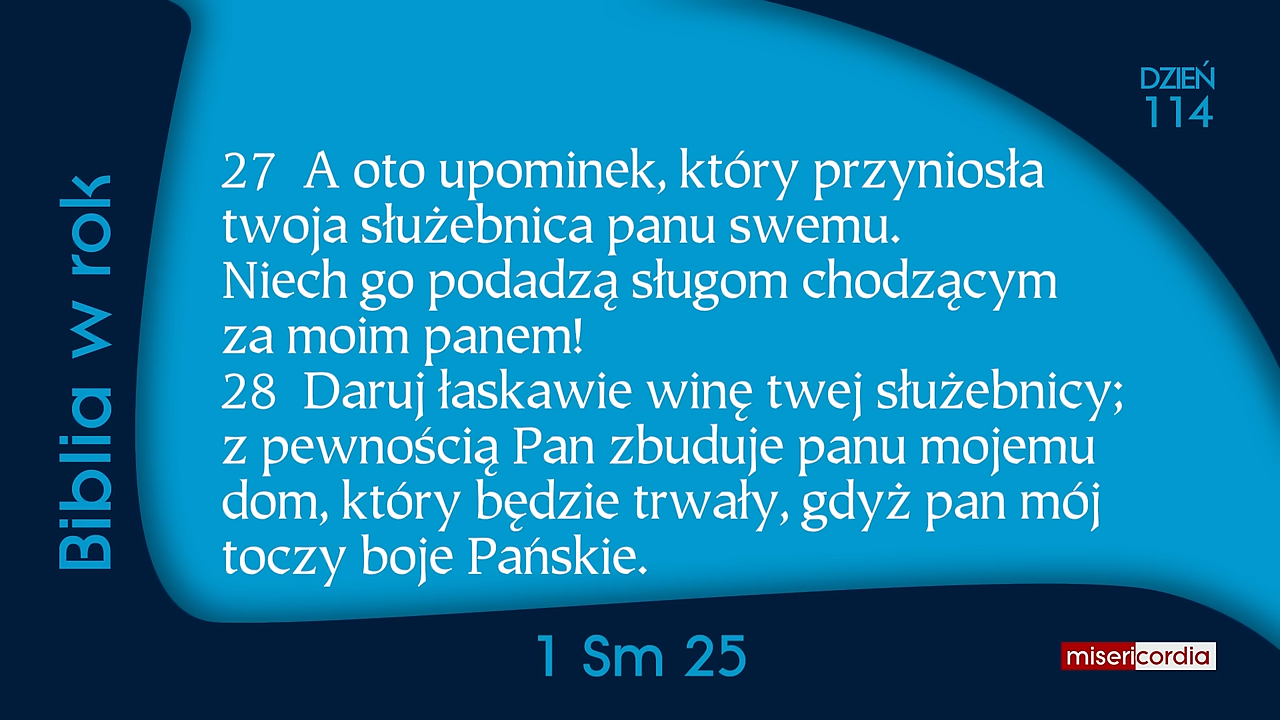 DZIEŃ
114
Biblia w rok
27 A oto upominek, który przyniosła
twoja służebnica panu swemu.
Niech go podadzą sługom chodzącym
za moim panem!
28 Daruj łaskawie winę twej służebnicy;
z pewnością Pan zbuduje panu mojemu
dom, który będzie trwały, gdyż pan mój
toczy boje Pańskie.
1 Sm 25
misericordia